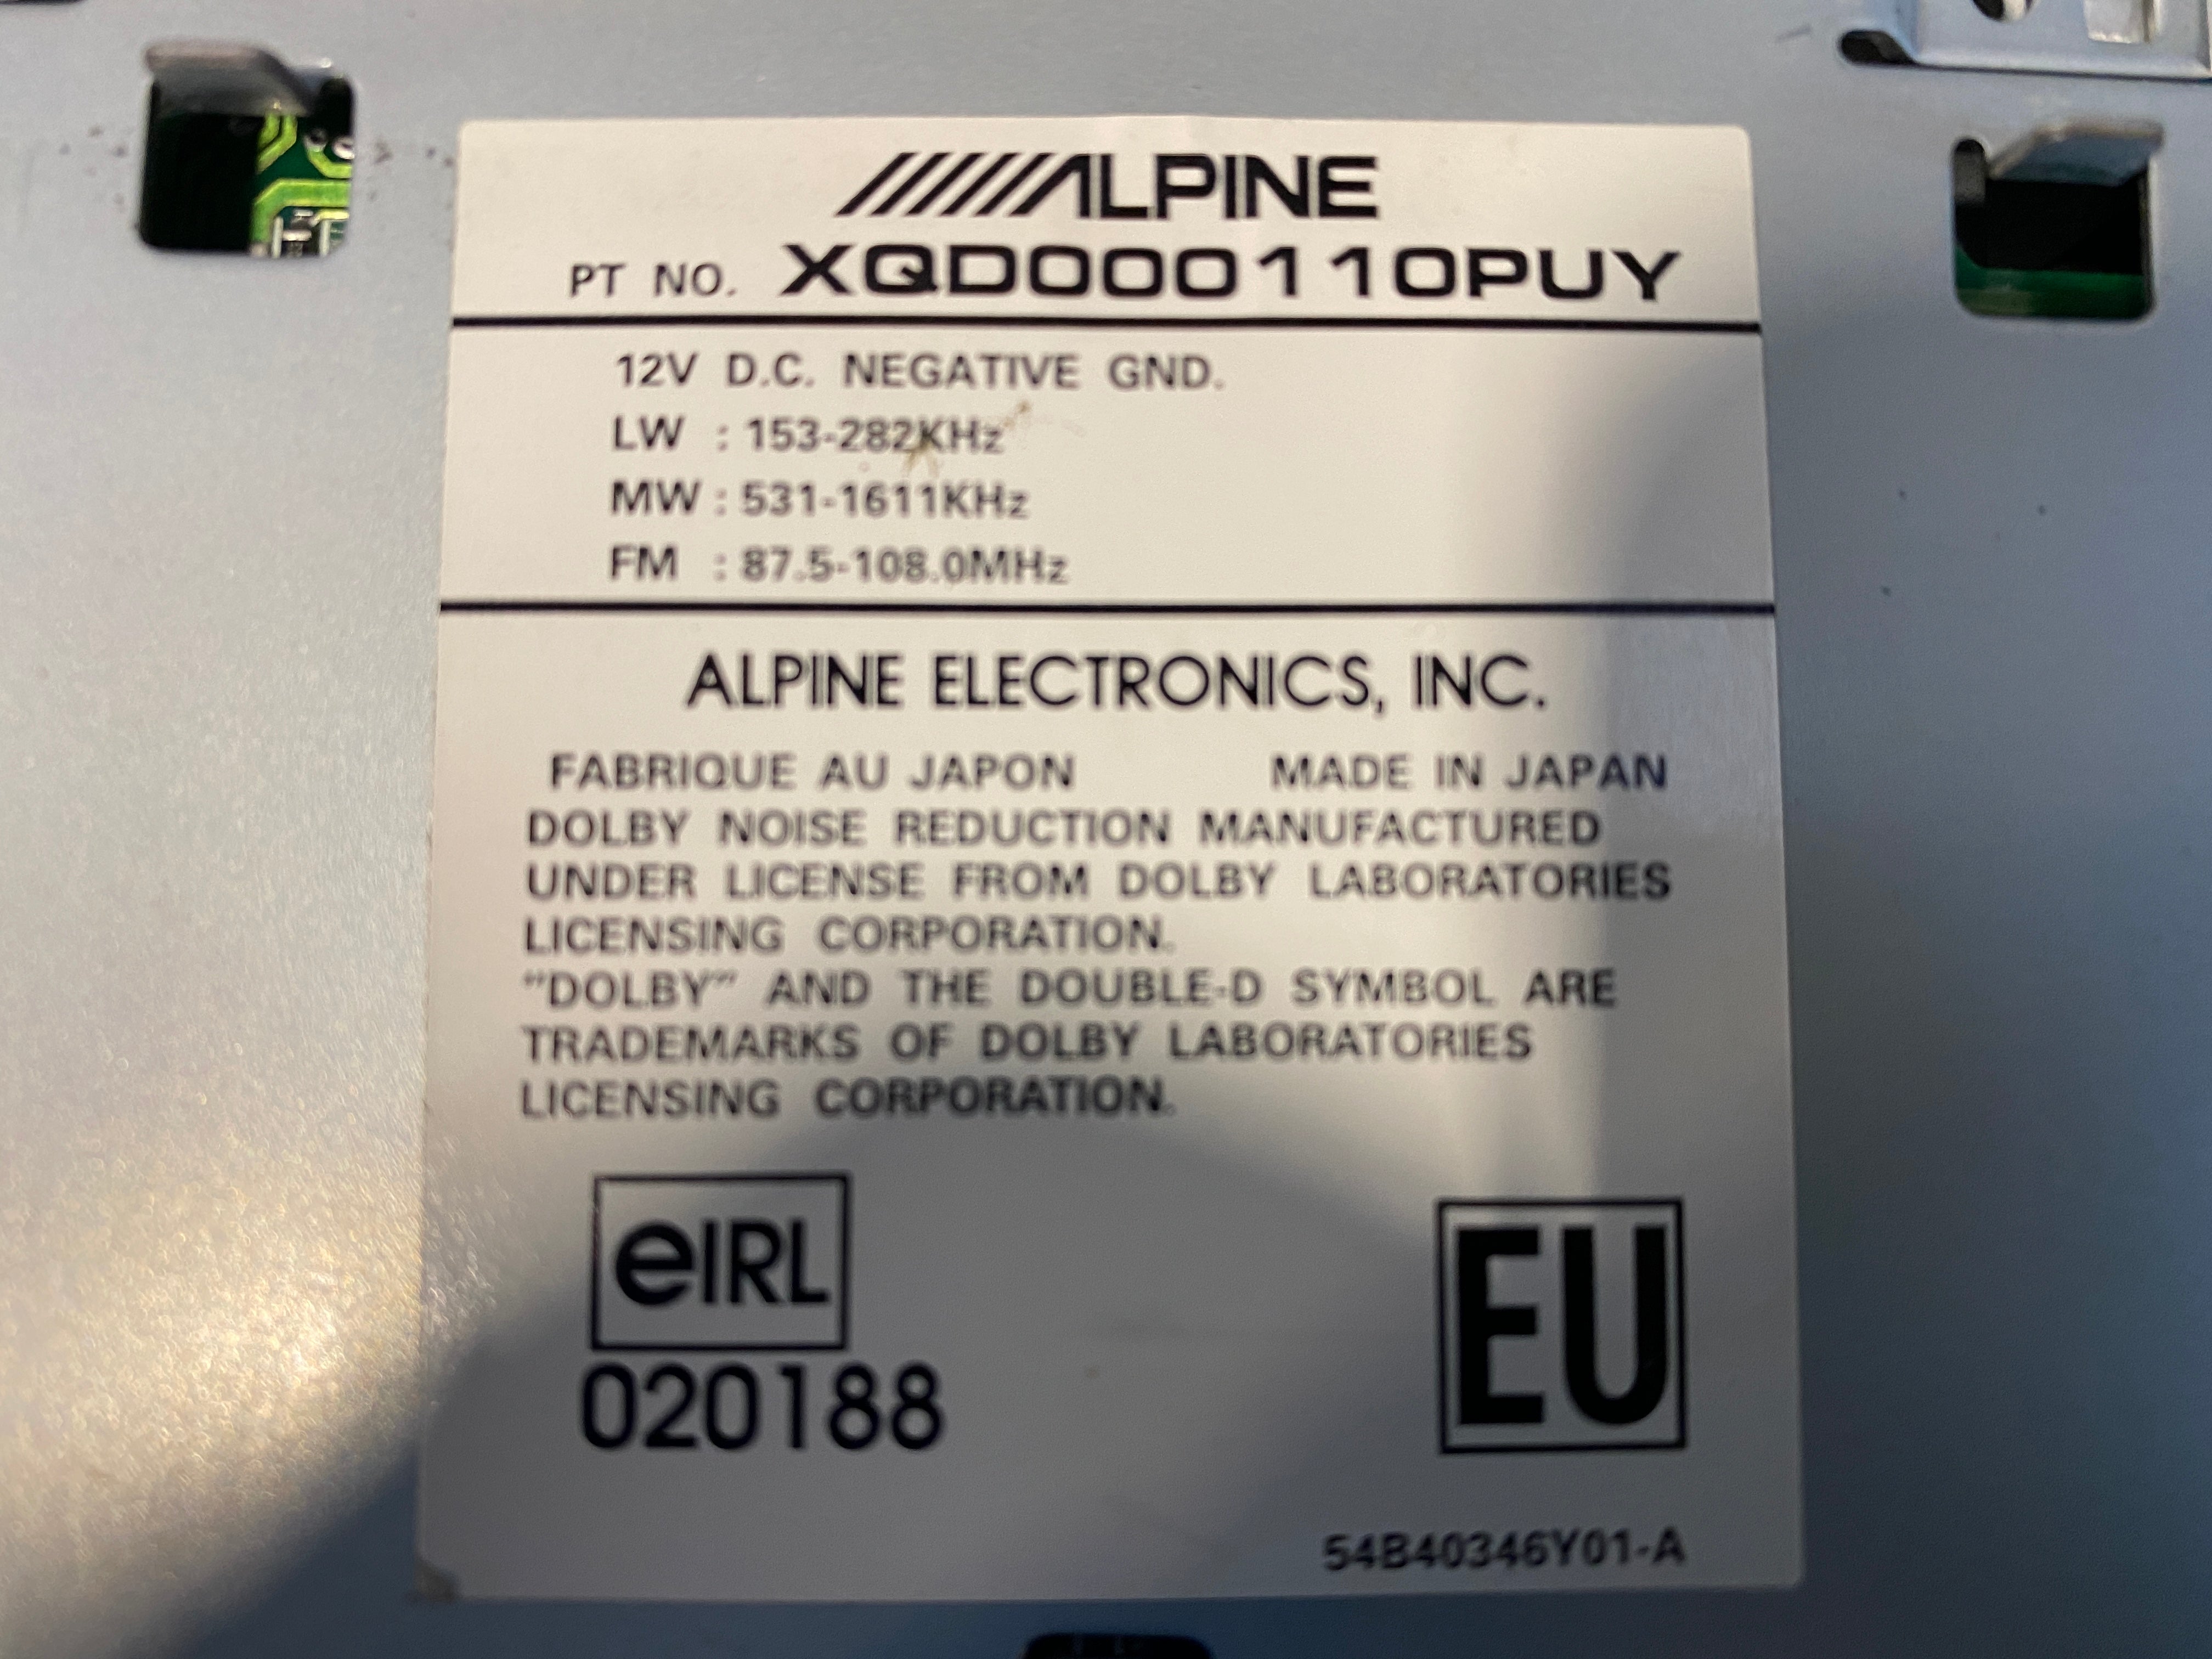 ALPINE
PT NO. XQD000110PUY
12V D.C. NEGATIVE GND.
LW : 153-282KHz
MW : 531-1611KHz
FM : 87.5-108.0MHz
ALPINE ELECTRONICS, INC.
FABRIQUE AU JAPON MADE IN JAPAN
DOLBY NOISE REDUCTION MANUFACTURED
UNDER LICENSE FROM DOLBY LABORATORIES
LICENSING CORPORATION.
"DOLBY" AND THE DOUBLE-D SYMBOL ARE
TRADEMARKS OF DOLBY LABORATORIES
LICENSING CORPORATION.
eIRL
020188
EU
54B40346Y01-A